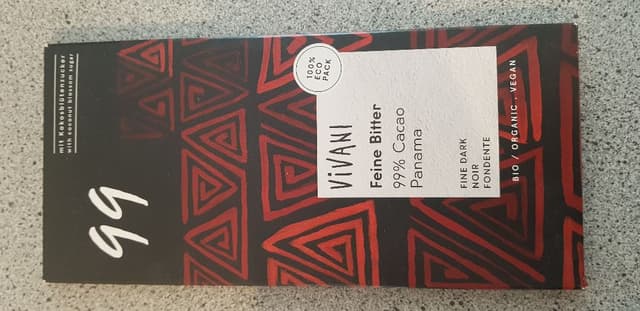 mit Kokosblütenzucker
with coconut blossom sugar
99
100%
ECO
PACK
ViVANI
Feine Bitter
99% Cacao
Panama
FINE DARK
NOIR
FONDENTE
BIO / ORGANIC . VEGAN